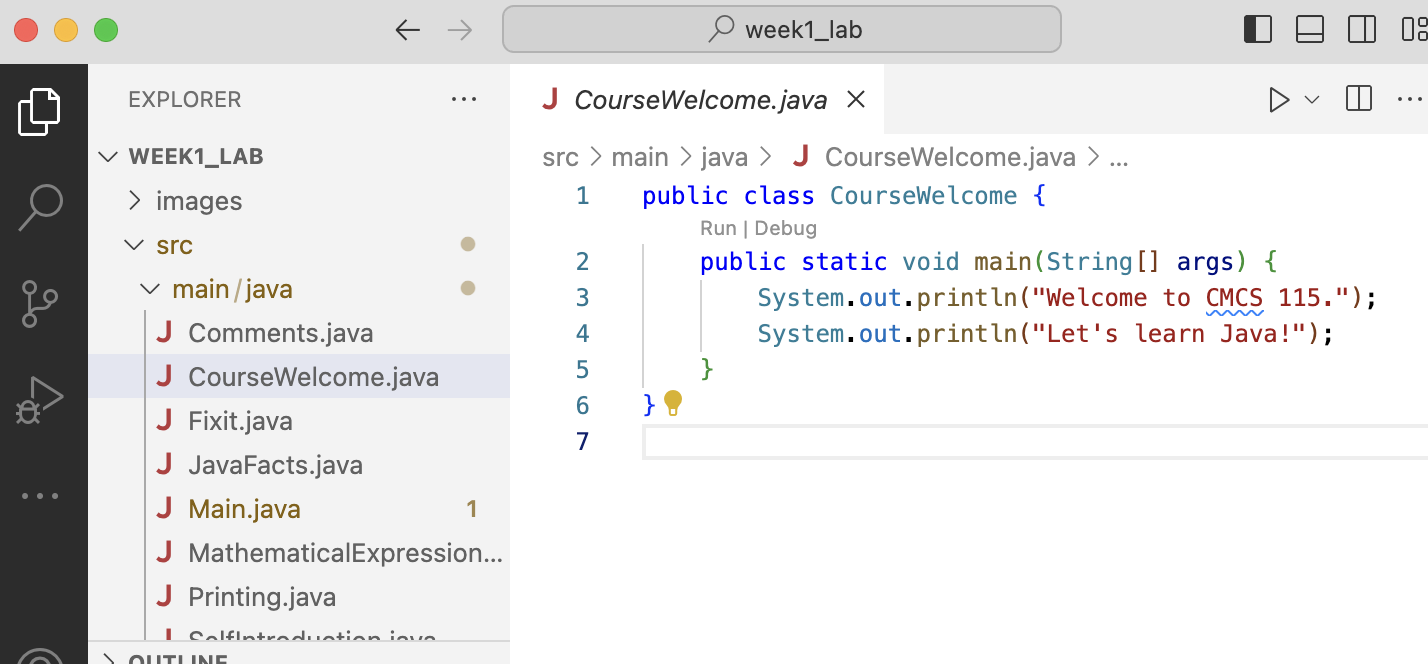 week1_lab
EXPLORER
WEEK1_LAB
images
src
main/java
Comments.java
CourseWelcome.java
Fixit.java
JavaFacts.java
Main.java 1
MathematicalExpression...
Printing.java
SelfIntroduction.java
OUTLINE
CourseWelcome.java
src > main > java > CourseWelcome.java > ...
1 public class CourseWelcome {
Run | Debug
2 public static void main(String[] args) {
3 System.out.println("Welcome to CMCS 115.");
4 System.out.println("Let's learn Java!");
5 }
6 }
7